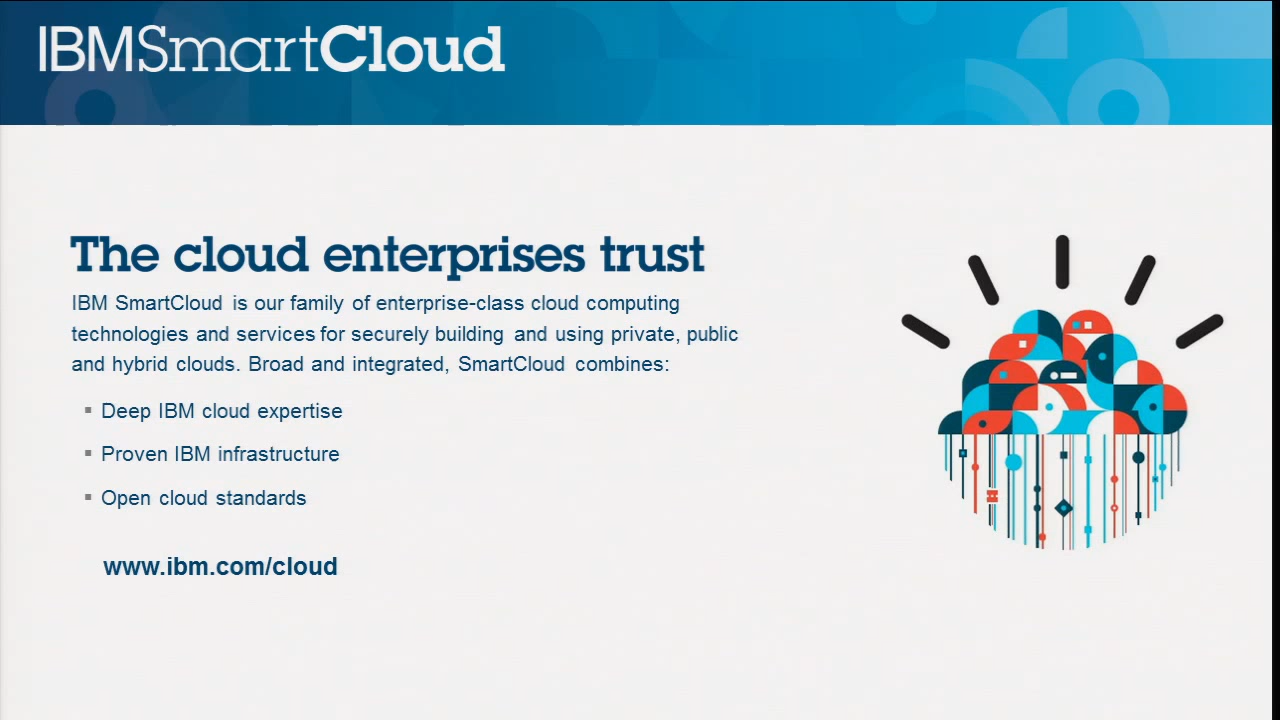 IBMSmartCloud
The cloud enterprises trust
IBM SmartCloud is our family of enterprise-class cloud computing
technologies and services for securely building and using private, public
and hybrid clouds. Broad and integrated, SmartCloud combines:
▪ Deep IBM cloud expertise
▪ Proven IBM infrastructure
▪ Open cloud standards
www.ibm.com/cloud